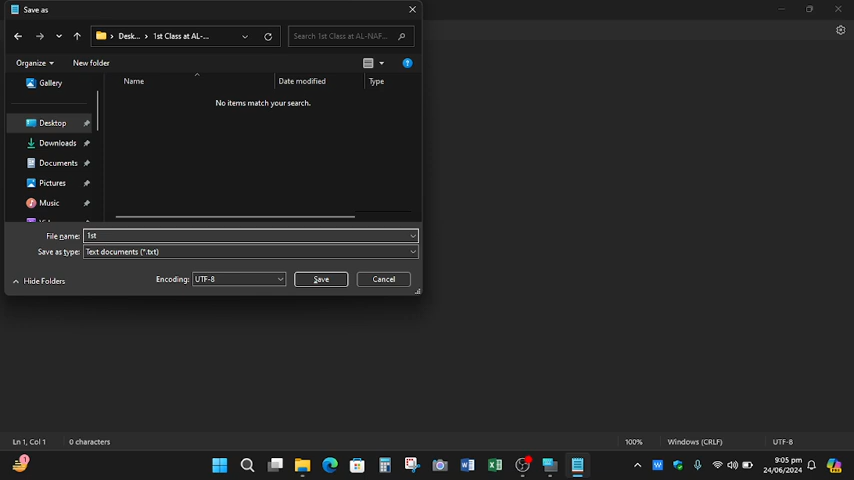 Save as
Desk... › 1st Class at AL-...
Search 1st Class at AL-NAF...
Organize
New folder
?
Name
Date modified
Type
Gallery
No items match your search.
Desktop
Downloads
Documents
Pictures
Music
File name: 1st
Save as type: Text documents (*.txt)
Hide Folders
Encoding: UTF-8
Save
Cancel
Ln 1, Col 1
0 characters
100%
Windows (CRLF)
UTF-8
1
W
9:05 pm
24/06/2024